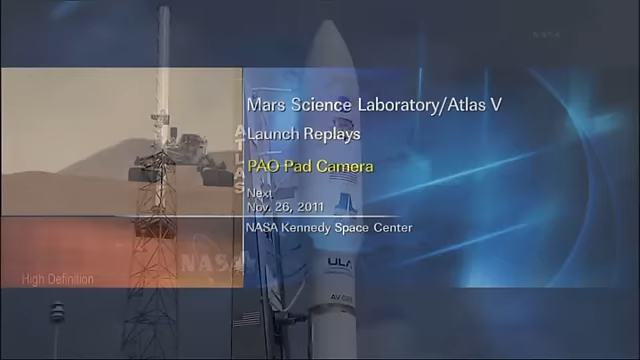 NASA
Mars Science Laboratory/Atlas V
Launch Replays
ATLAS
PAO Pad Camera
Next
Nov. 26, 2011
NASA Kennedy Space Center
NASA
ULA
High Definition